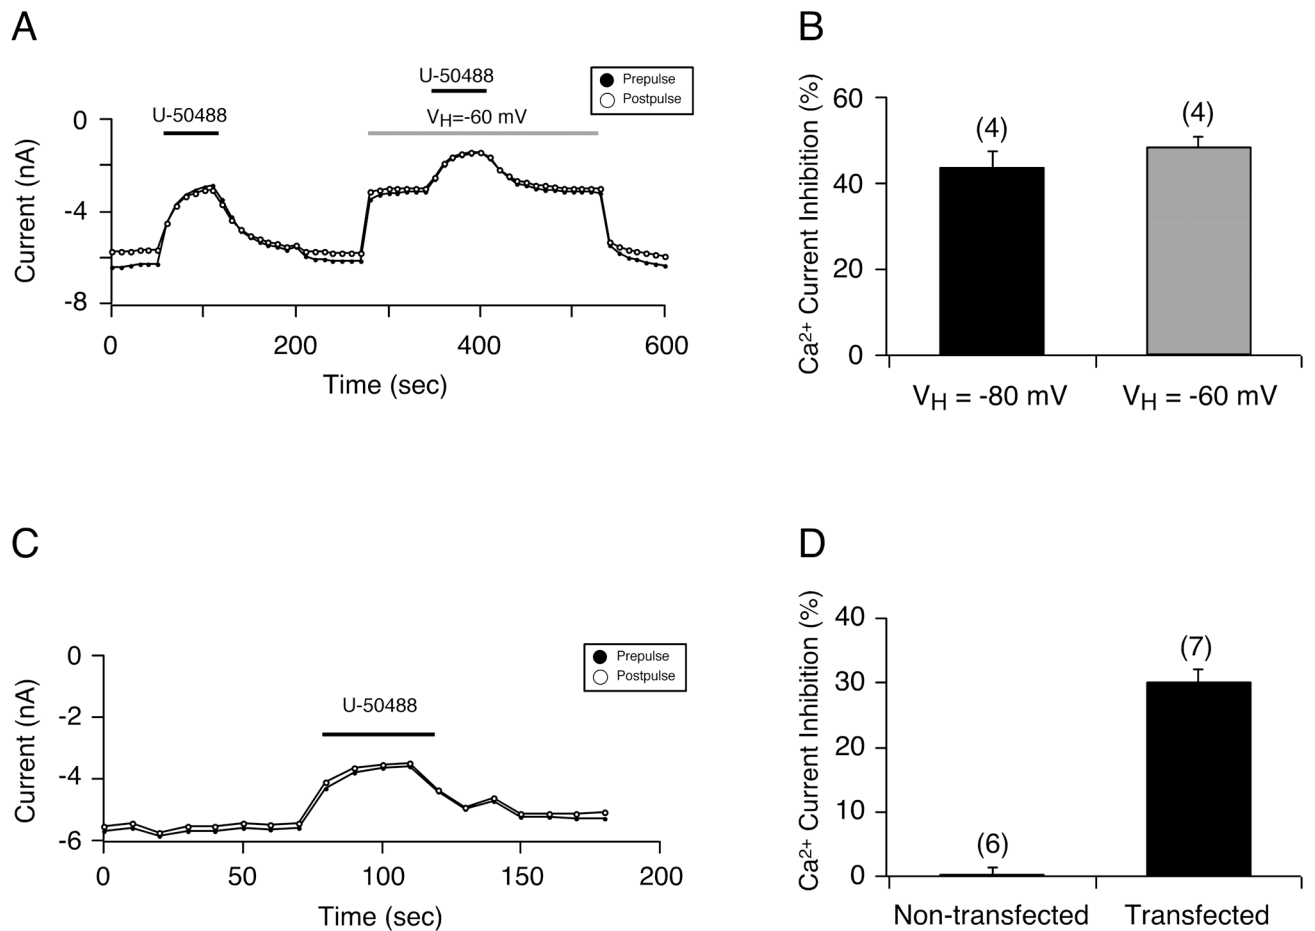 A
U-50488
U-50488
VH=-60 mV
Prepulse
Postpulse
Current (nA)
0
-4
-8
0
200
400
600
Time (sec)
B
Ca2+ Current Inhibition (%)
60
40
20
0
(4)
(4)
VH = -80 mV
VH = -60 mV
C
U-50488
Prepulse
Postpulse
Current (nA)
0
-2
-4
-6
0
50
100
150
200
Time (sec)
D
Ca2+ Current Inhibition (%)
40
30
20
10
0
(6)
(7)
Non-transfected
Transfected